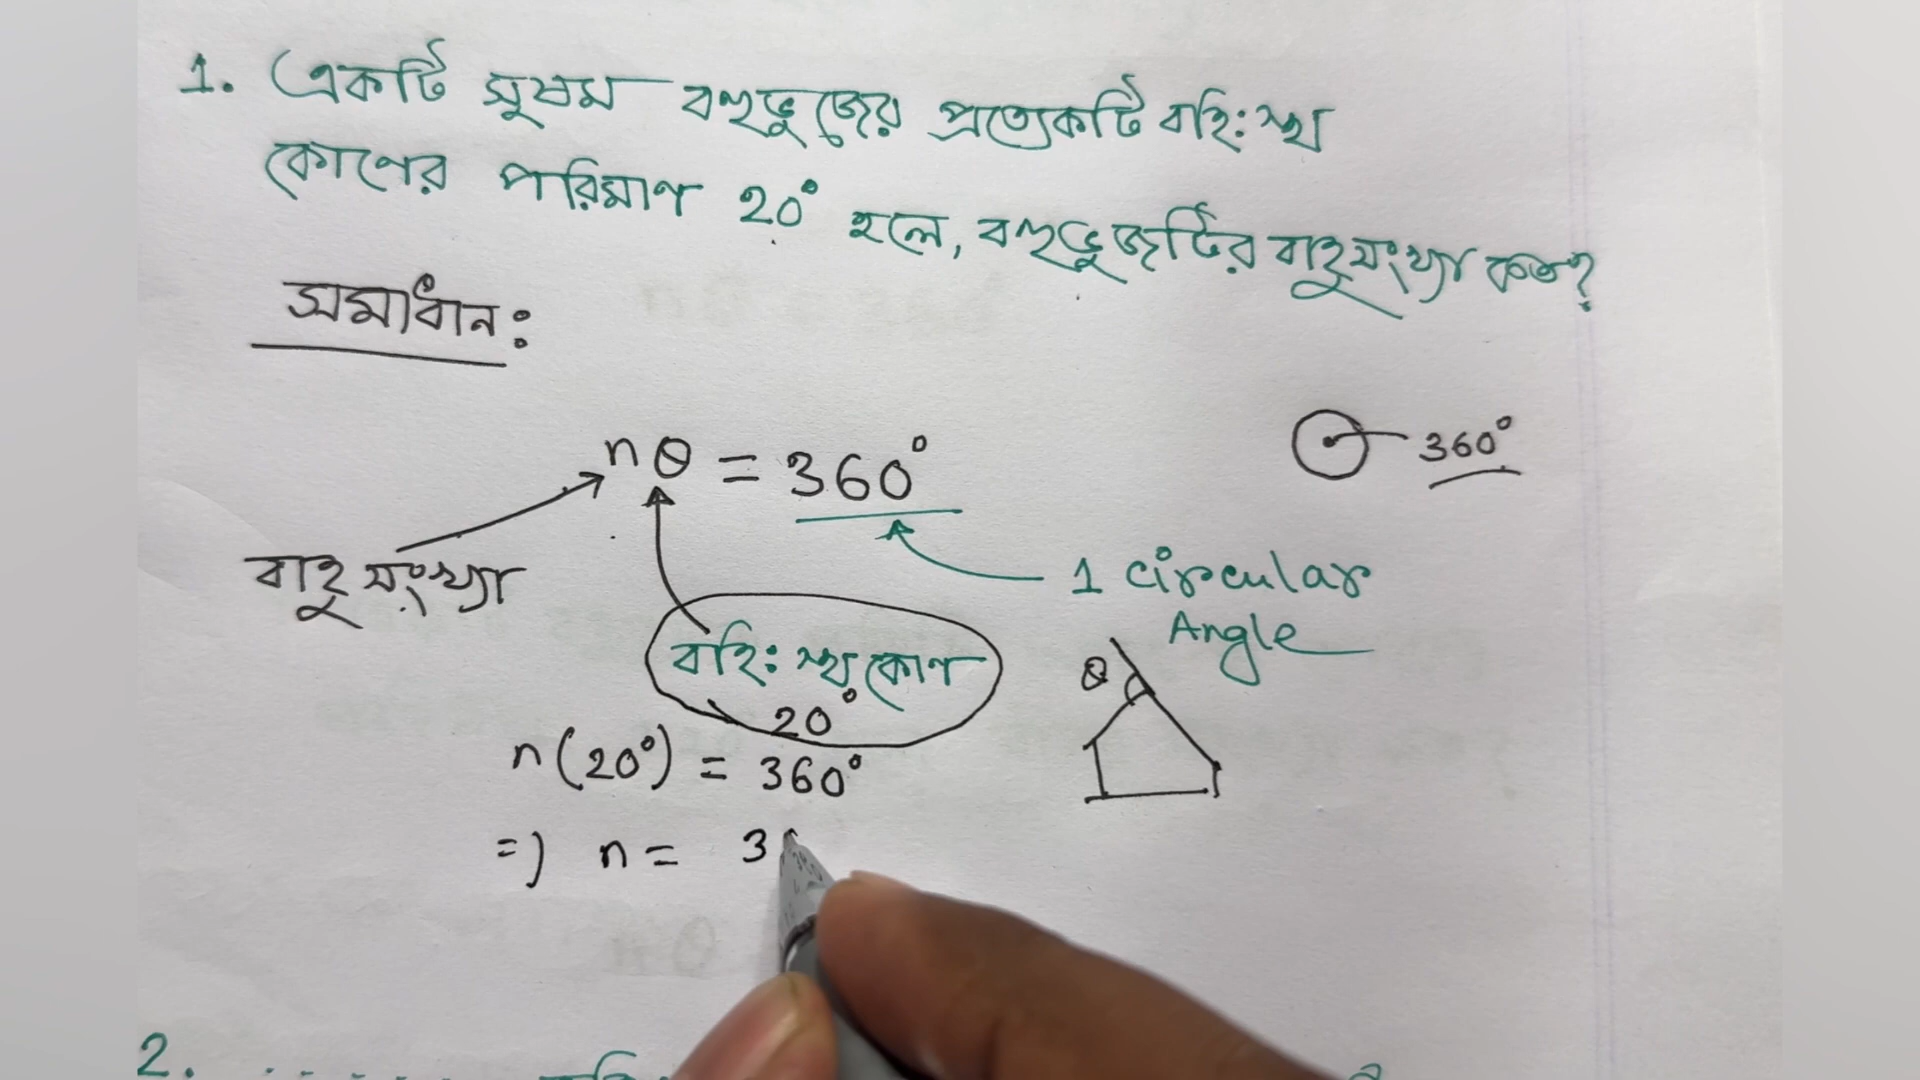 1. একটি সুষম বহুভুজের প্রত্যেকটি বহি:স্থ
কোণের পরিমাণ 20° হলে, বহুভুজটির বাহুসংখ্যা কত?
সমাধান:
nθ = 360°
360°
বাহু সংখ্যা
1 circular
Angle
বহি:স্থ কোণ
20°
θ
n(20°) = 360°
=) n = 3
2. . . . . .